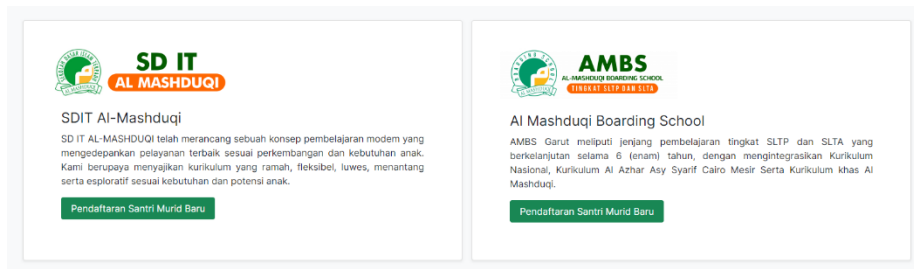 SD IT
AL MASHDUQI
SDIT Al-Mashduqi
SD IT AL-MASHDUQI telah merancang sebuah konsep pembelajaran modern yang
mengedepankan pelayanan terbaik sesuai perkembangan dan kebutuhan anak.
Kami berupaya menyajikan kurikulum yang ramah, fleksibel, luwes, menantang
serta esploratif sesuai kebutuhan dan potensi anak.
Pendaftaran Santri Murid Baru
AMBS
AL-MASHDUQI BOARDING SCHOOL
TINGKAT SLTP DAN SLTA
Al Mashduqi Boarding School
AMBS Garut meliputi jenjang pembelajaran tingkat SLTP dan SLTA yang
berkelanjutan selama 6 (enam) tahun, dengan mengintegrasikan Kurikulum
Nasional, Kurikulum Al Azhar Asy Syarif Cairo Mesir Serta Kurikulum khas Al
Mashduqi.
Pendaftaran Santri Murid Baru